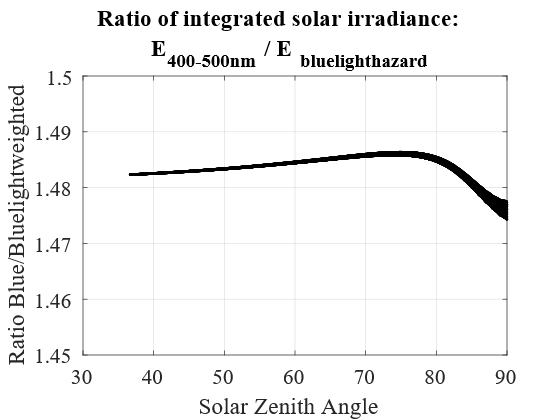 Ratio of integrated solar irradiance:
E 400-500nm / E bluelighthazard
Ratio Blue/Bluelightweighted
1.5
1.49
1.48
1.47
1.46
1.45
30 40 50 60 70 80 90
Solar Zenith Angle